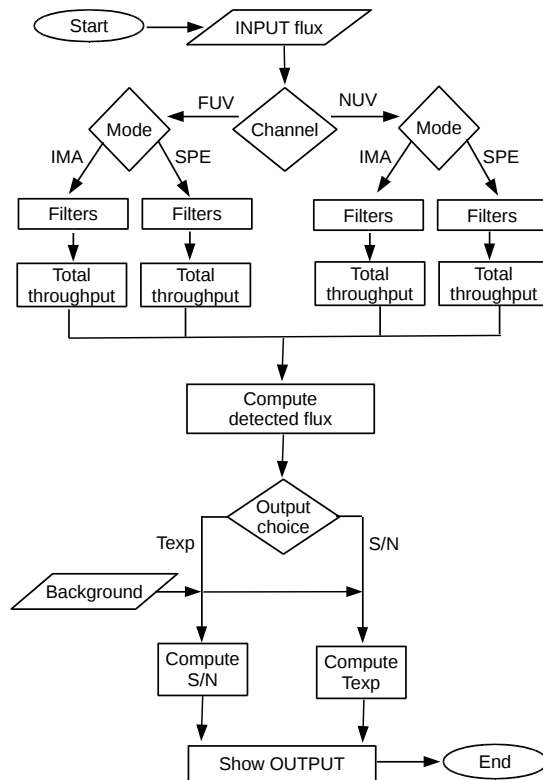 Start
INPUT flux
FUV
NUV
Mode
Channel
Mode
IMA
SPE
IMA
SPE
Filters
Filters
Filters
Filters
Total
throughput
Total
throughput
Total
throughput
Total
throughput
Compute
detected flux
Output
choice
Texp
S/N
Background
Compute
S/N
Compute
Texp
Show OUTPUT
End